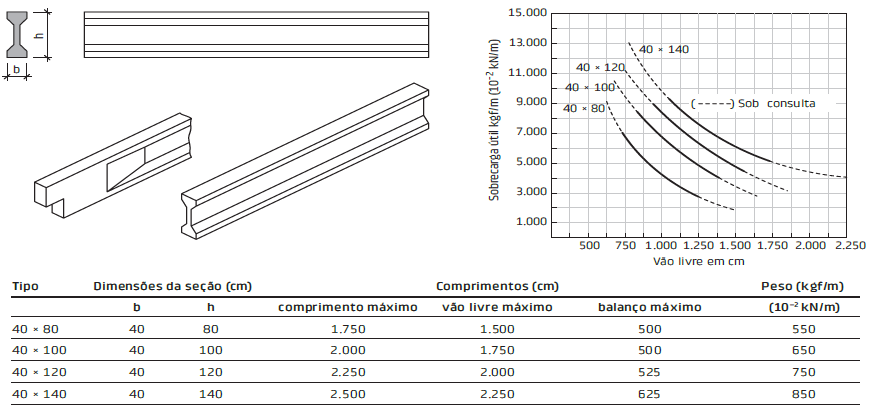 h
b
Sobrecarga útil kgf/m (10⁻² kN/m)
15.000
13.000
11.000
9.000
7.000
5.000
3.000
1.000
40 × 140
40 × 120
40 × 100
40 × 80
(------) Sob consulta
500 750 1.000 1.250 1.500 1.750 2.000 2.250
Vão livre em cm
Tipo Dimensões da seção (cm) Comprimentos (cm) Peso (kgf/m)
b h comprimento máximo vão livre máximo balanço máximo (10⁻² kN/m)
40 × 80 40 80 1.750 1.500 500 550
40 × 100 40 100 2.000 1.750 500 650
40 × 120 40 120 2.250 2.000 525 750
40 × 140 40 140 2.500 2.250 625 850